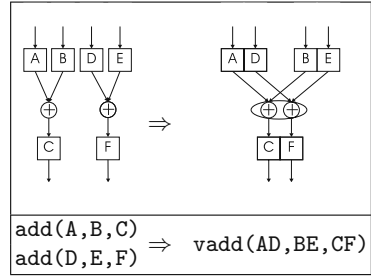 A B D E A D B E
⊕ ⊕ ⇒ ⊕ ⊕
C F C F
add(A,B,C)
add(D,E,F) ⇒ vadd(AD,BE,CF)